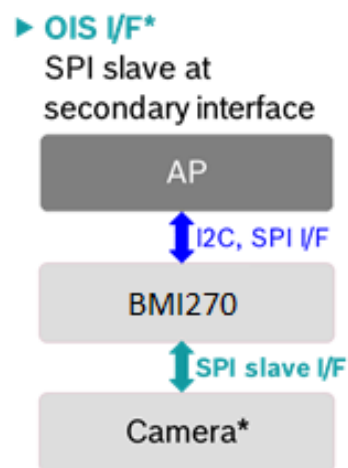 ► OIS I/F*
SPI slave at
secondary interface
AP
I2C, SPI I/F
BMI270
SPI slave I/F
Camera*